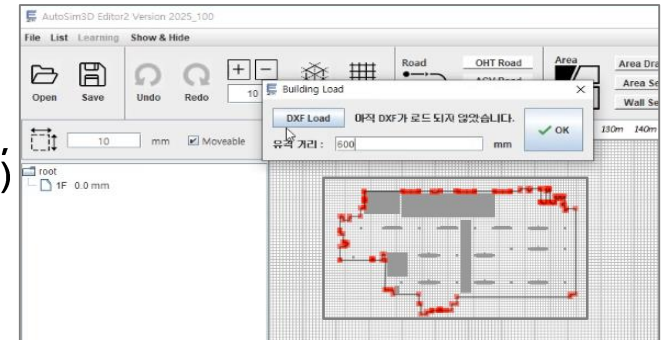 AutoSim3D Editor2 Version 2025_100
File List Learning Show & Hide
Open Save Undo Redo
+ -
10
Road
OHT Road
Area
Area Dra
Area Se
Wall Se
Building Load
DXF Load 아직 DXF가 로드 되지 않았습니다.
OK
유격 거리 : 600 mm
10 mm Moveable
130m 140m
root
1F 0.0 mm
,
)